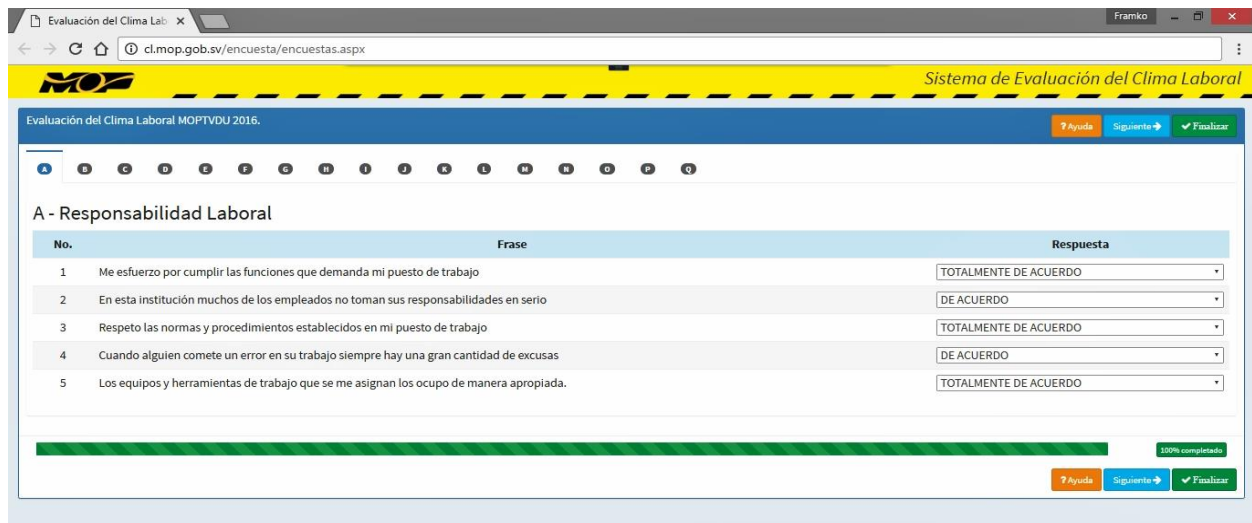 Evaluación del Clima Lab
Framko
cl.mop.gob.sv/encuesta/encuestas.aspx
MOP
Sistema de Evaluación del Clima Laboral
Evaluación del Clima Laboral MOPTVDU 2016.
? Ayuda Siguiente Finalizar
A B C D E F G H I J K L M N O P Q
A - Responsabilidad Laboral
No. Frase Respuesta
1 Me esfuerzo por cumplir las funciones que demanda mi puesto de trabajo TOTALMENTE DE ACUERDO
2 En esta institución muchos de los empleados no toman sus responsabilidades en serio DE ACUERDO
3 Respeto las normas y procedimientos establecidos en mi puesto de trabajo TOTALMENTE DE ACUERDO
4 Cuando alguien comete un error en su trabajo siempre hay una gran cantidad de excusas DE ACUERDO
5 Los equipos y herramientas de trabajo que se me asignan los ocupo de manera apropiada. TOTALMENTE DE ACUERDO
100% completado
? Ayuda Siguiente Finalizar